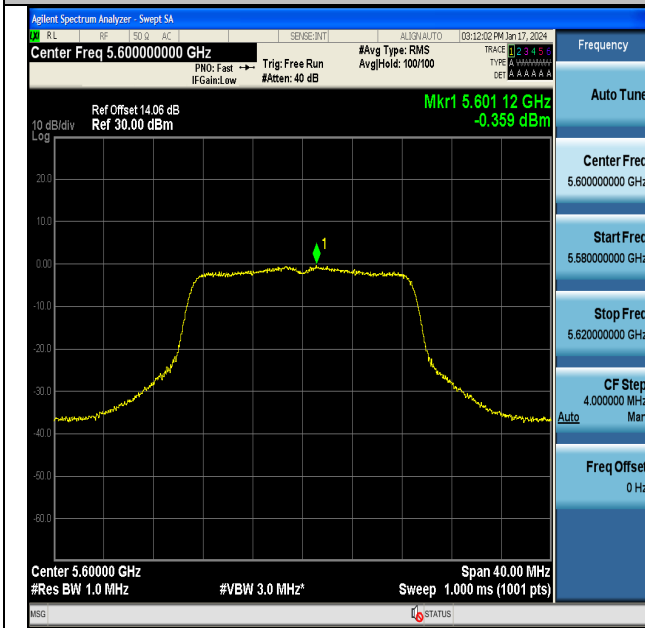 Agilent Spectrum Analyzer - Swept SA
LXI RL RF 50 Ω AC SENSE:INT ALIGN AUTO 03:12:02 PM Jan 17, 2024
Center Freq 5.600000000 GHz #Avg Type: RMS TRACE 1 2 3 4 5 6
PNO: Fast Trig: Free Run Avg|Hold: 100/100 TYPE A
IFGain:Low #Atten: 40 dB DET A A A A A A
Ref Offset 14.06 dB Mkr1 5.601 12 GHz
10 dB/div Ref 30.00 dBm -0.359 dBm
Log
20.0
10.0
1
0.00
-10.0
-20.0
-30.0
-40.0
-50.0
-60.0
Center 5.60000 GHz Span 40.00 MHz
#Res BW 1.0 MHz #VBW 3.0 MHz* Sweep 1.000 ms (1001 pts)
MSG STATUS
Frequency
Auto Tune
Center Freq
5.600000000 GHz
Start Freq
5.580000000 GHz
Stop Freq
5.620000000 GHz
CF Step
4.000000 MHz
Auto Man
Freq Offset
0 Hz